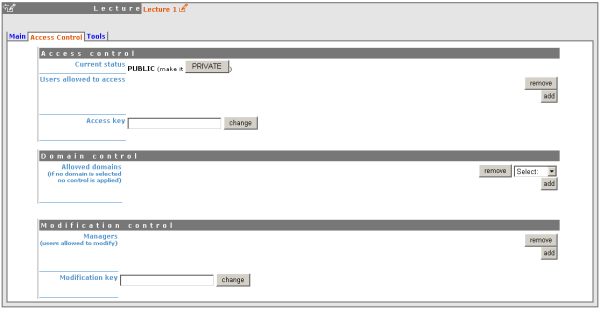 Lecture Lecture 1
Main Access Control Tools
Access control
Current status PUBLIC (make it PRIVATE )
Users allowed to access remove
add
Access key change
Domain control
Allowed domains remove Select:
(if no domain is selected
no control is applied) add
Modification control
Managers remove
(users allowed to modify)
add
Modification key change